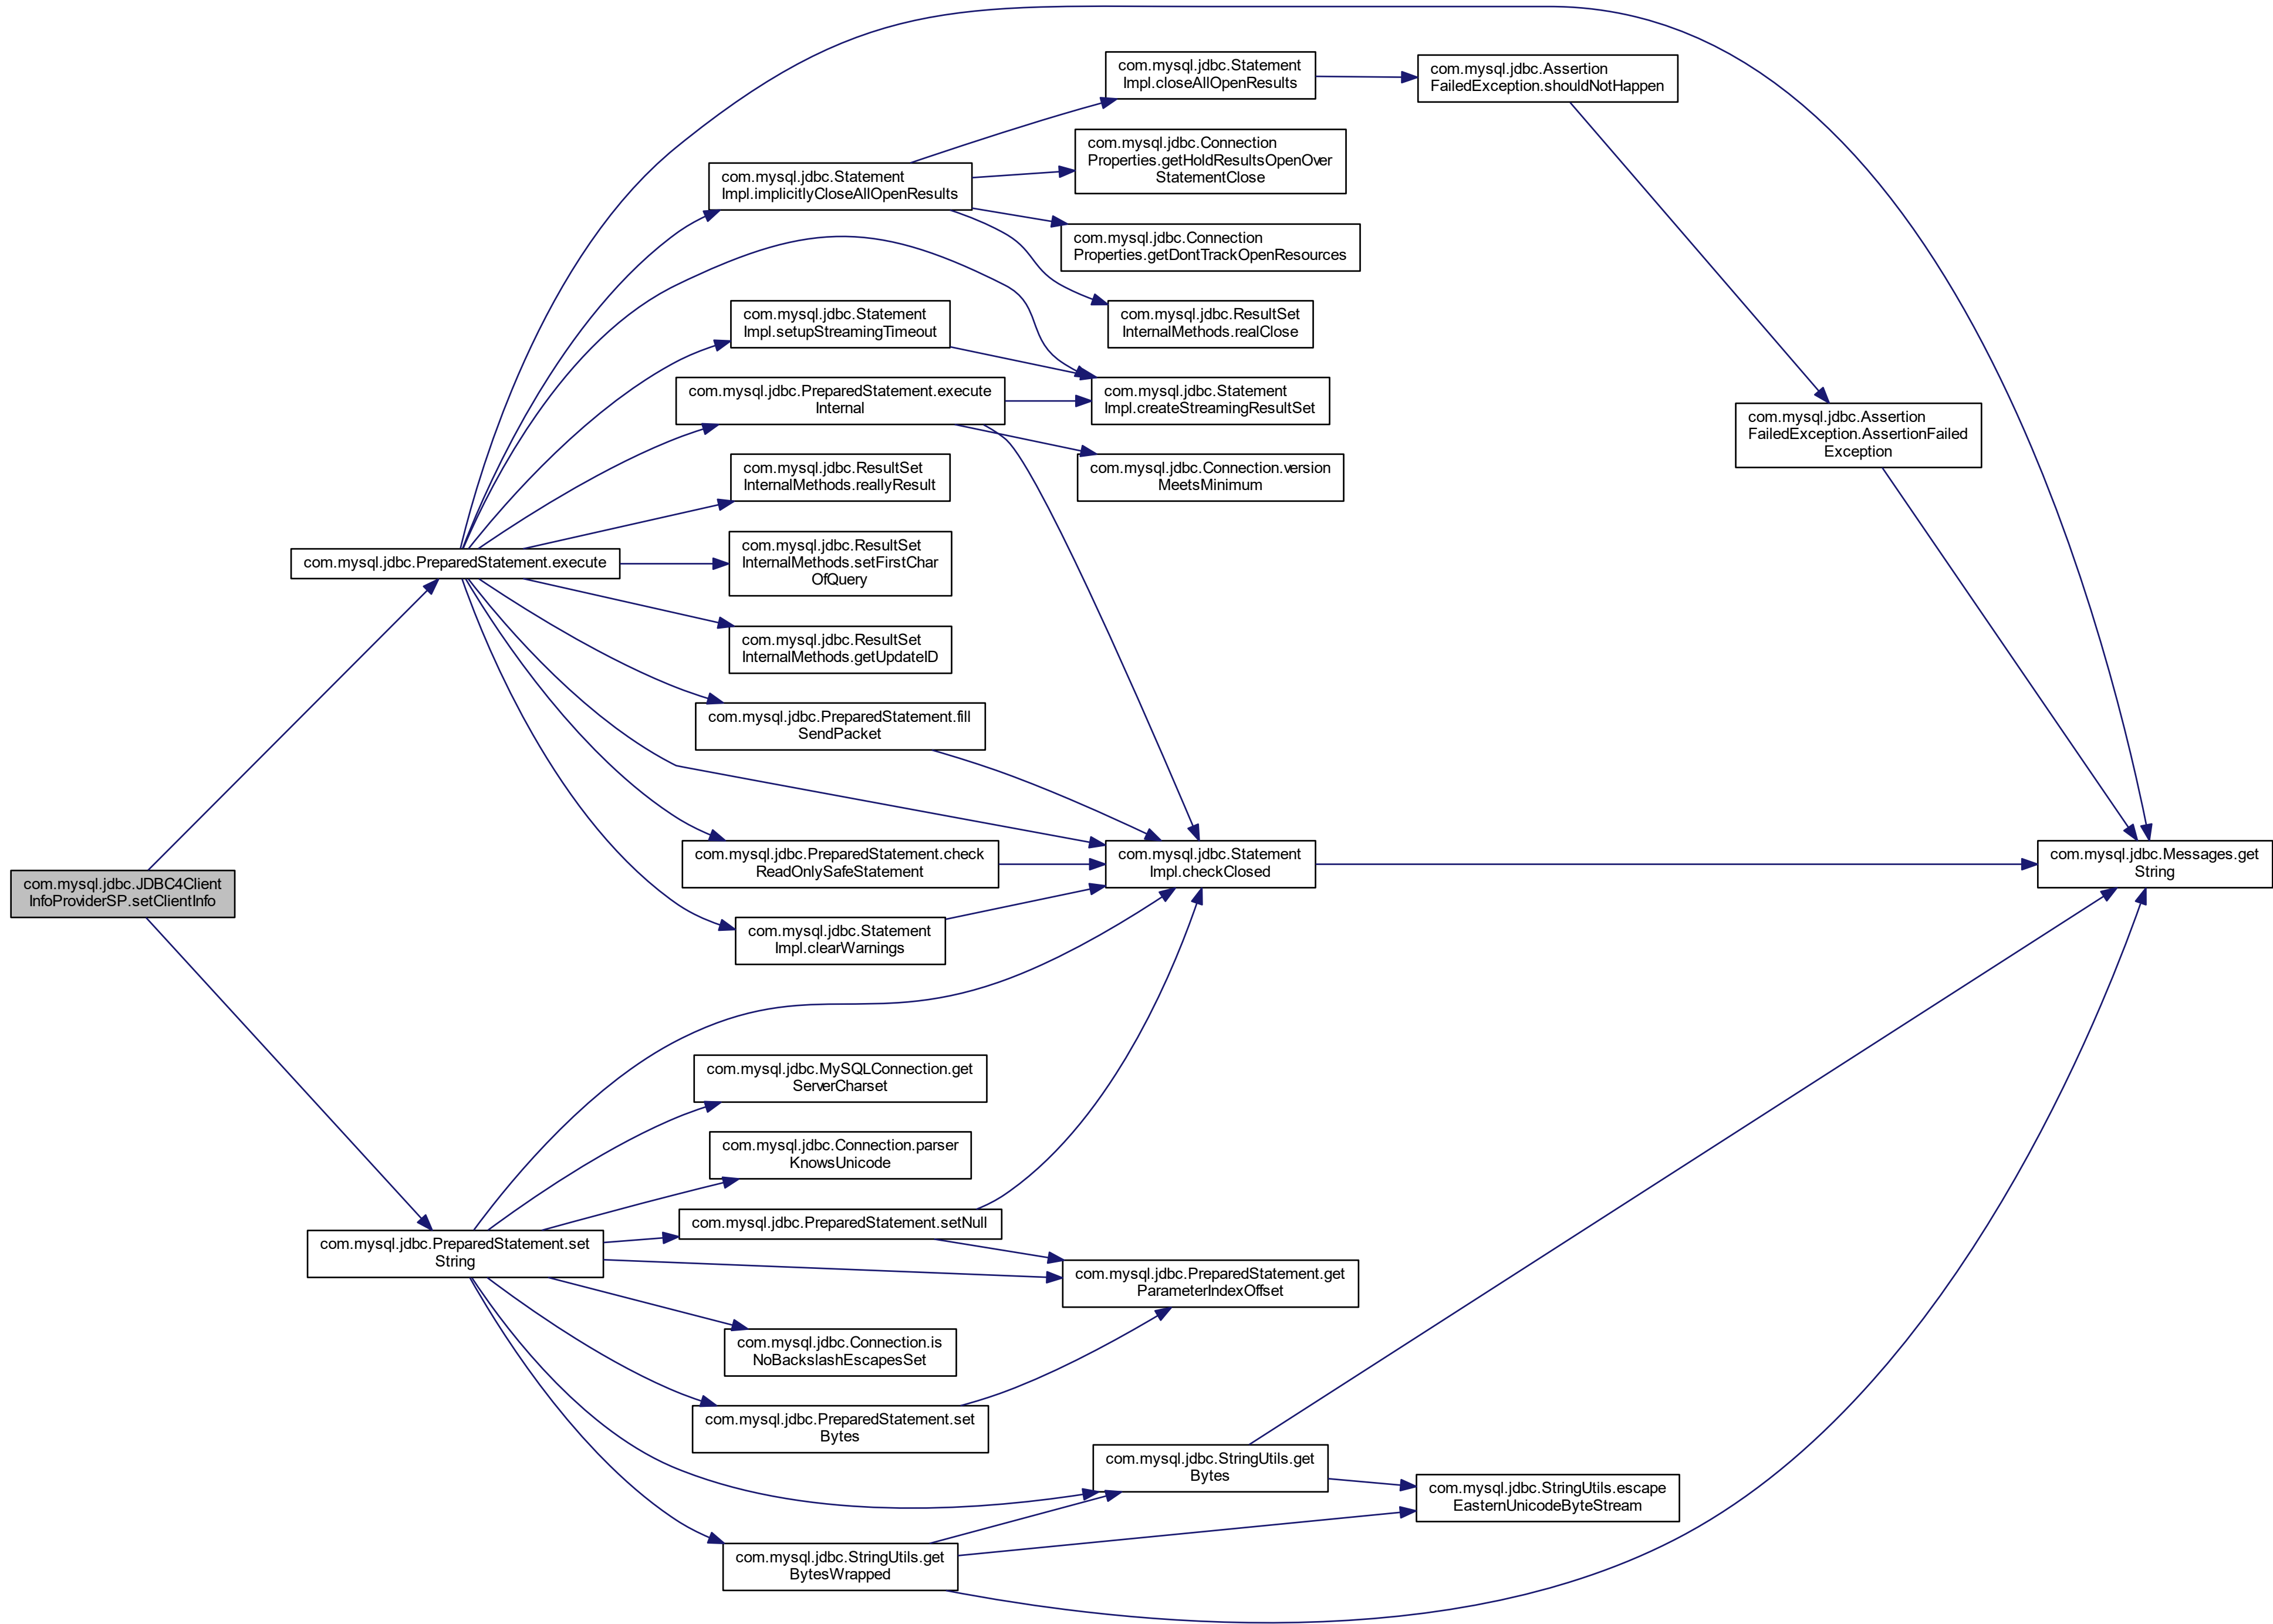 com.mysql.jdbc.Statement
Impl.closeAllOpenResults
com.mysql.jdbc.Assertion
FailedException.shouldNotHappen
com.mysql.jdbc.Connection
Properties.getHoldResultsOpenOver
StatementClose
com.mysql.jdbc.Statement
Impl.implicitlyCloseAllOpenResults
com.mysql.jdbc.Connection
Properties.getDontTrackOpenResources
com.mysql.jdbc.Statement
Impl.setupStreamingTimeout
com.mysql.jdbc.ResultSet
InternalMethods.realClose
com.mysql.jdbc.PreparedStatement.execute
Internal
com.mysql.jdbc.Statement
Impl.createStreamingResultSet
com.mysql.jdbc.Assertion
FailedException.AssertionFailed
Exception
com.mysql.jdbc.ResultSet
InternalMethods.reallyResult
com.mysql.jdbc.Connection.version
MeetsMinimum
com.mysql.jdbc.PreparedStatement.execute
com.mysql.jdbc.ResultSet
InternalMethods.setFirstChar
OfQuery
com.mysql.jdbc.ResultSet
InternalMethods.getUpdateID
com.mysql.jdbc.PreparedStatement.fill
SendPacket
com.mysql.jdbc.PreparedStatement.check
ReadOnlySafeStatement
com.mysql.jdbc.Statement
Impl.checkClosed
com.mysql.jdbc.Messages.get
String
com.mysql.jdbc.JDBC4Client
InfoProviderSP.setClientInfo
com.mysql.jdbc.Statement
Impl.clearWarnings
com.mysql.jdbc.MySQLConnection.get
ServerCharset
com.mysql.jdbc.Connection.parser
KnowsUnicode
com.mysql.jdbc.PreparedStatement.setNull
com.mysql.jdbc.PreparedStatement.set
String
com.mysql.jdbc.PreparedStatement.get
ParameterIndexOffset
com.mysql.jdbc.Connection.is
NoBackslashEscapesSet
com.mysql.jdbc.PreparedStatement.set
Bytes
com.mysql.jdbc.StringUtils.get
Bytes
com.mysql.jdbc.StringUtils.escape
EasternUnicodeByteStream
com.mysql.jdbc.StringUtils.get
BytesWrapped